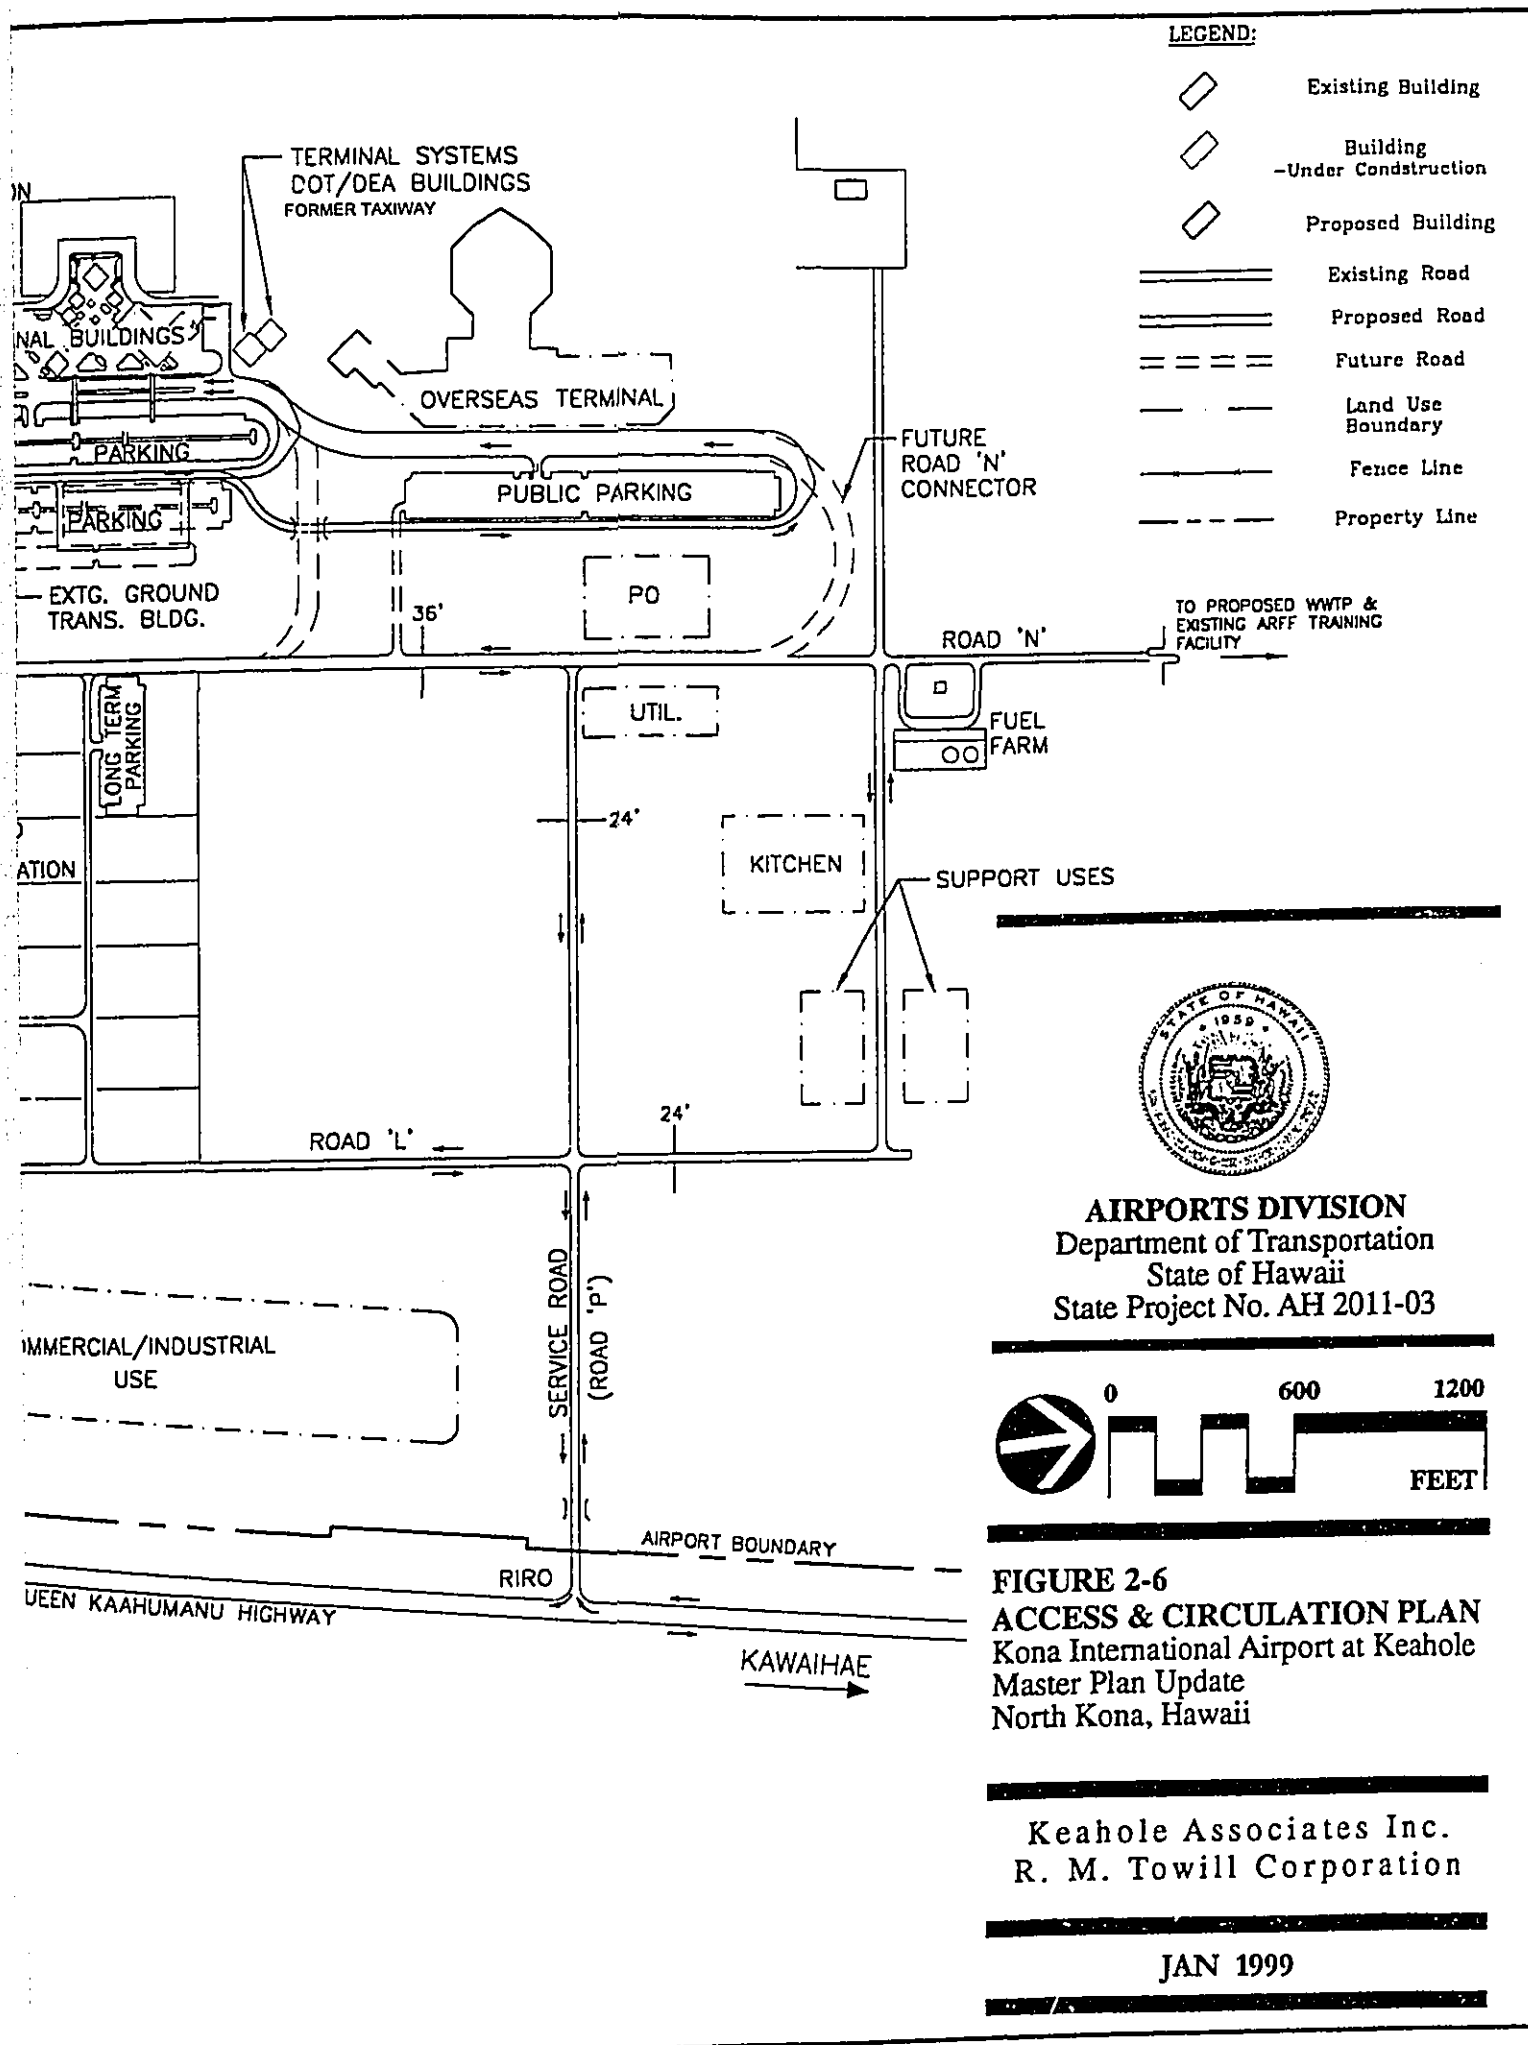 LEGEND:
Existing Building
Building
-Under Condstruction
Proposed Building
Existing Road
Proposed Road
Future Road
Land Use
Boundary
Fence Line
Property Line
TERMINAL SYSTEMS
DOT/DEA BUILDINGS
FORMER TAXIWAY
ON
NAL BUILDINGS
OVERSEAS TERMINAL
PARKING
PUBLIC PARKING
FUTURE
ROAD 'N'
CONNECTOR
PARKING
EXTG. GROUND
TRANS. BLDG.
36'
PO
ROAD 'N'
TO PROPOSED WWTP &
EXISTING ARFF TRAINING
FACILITY
LONG TERM
PARKING
UTIL.
FUEL
FARM
24'
ATION
KITCHEN
SUPPORT USES
ROAD 'L'
24'
SERVICE ROAD
(ROAD 'P')
OMMERCIAL/INDUSTRIAL
USE
AIRPORT BOUNDARY
RIRO
UEEN KAAHUMANU HIGHWAY
KAWAIHAE
STATE OF HAWAII
1959
AIRPORTS DIVISION
Department of Transportation
State of Hawaii
State Project No. AH 2011-03
0 600 1200
FEET
FIGURE 2-6
ACCESS & CIRCULATION PLAN
Kona International Airport at Keahole
Master Plan Update
North Kona, Hawaii
Keahole Associates Inc.
R. M. Towill Corporation
JAN 1999